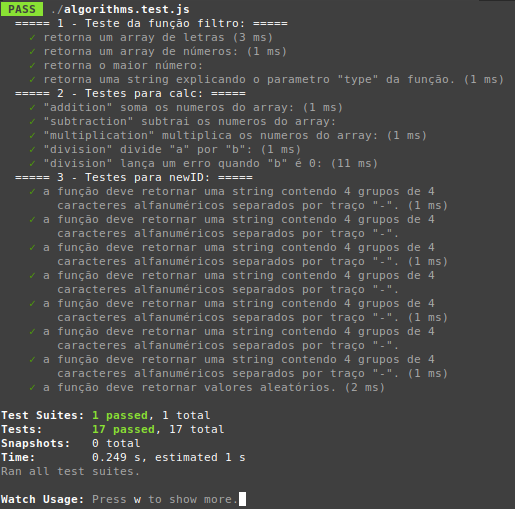 PASS ./algorithms.test.js
===== 1 - Teste da função filtro: =====
✓ retorna um array de letras (3 ms)
✓ retorna um array de números: (1 ms)
✓ retorna o maior número:
✓ retorna uma string explicando o parametro "type" da função. (1 ms)
===== 2 - Testes para calc: =====
✓ "addition" soma os numeros do array: (1 ms)
✓ "subtraction" subtrai os numeros do array:
✓ "multiplication" multiplica os numeros do array: (1 ms)
✓ "division" divide "a" por "b": (1 ms)
✓ "division" lança um erro quando "b" é 0: (11 ms)
===== 3 - Testes para newID: =====
✓ a função deve retornar uma string contendo 4 grupos de 4
caracteres alfanuméricos separados por traço "-". (1 ms)
✓ a função deve retornar uma string contendo 4 grupos de 4
caracteres alfanuméricos separados por traço "-".
✓ a função deve retornar uma string contendo 4 grupos de 4
caracteres alfanuméricos separados por traço "-". (1 ms)
✓ a função deve retornar uma string contendo 4 grupos de 4
caracteres alfanuméricos separados por traço "-".
✓ a função deve retornar uma string contendo 4 grupos de 4
caracteres alfanuméricos separados por traço "-". (1 ms)
✓ a função deve retornar uma string contendo 4 grupos de 4
caracteres alfanuméricos separados por traço "-".
✓ a função deve retornar uma string contendo 4 grupos de 4
caracteres alfanuméricos separados por traço "-". (1 ms)
✓ a função deve retornar valores aleatórios. (2 ms)
Test Suites: 1 passed, 1 total
Tests: 17 passed, 17 total
Snapshots: 0 total
Time: 0.249 s, estimated 1 s
Ran all test suites.
Watch Usage: Press w to show more.